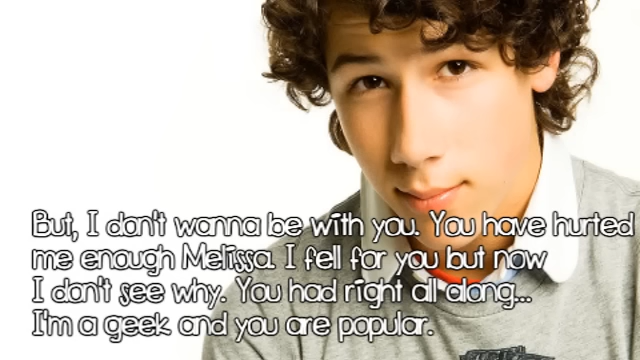 But, I don't wanna be with you. You have hurted
me enough Melissa. I fell for you but now
I don't see why. You had right all along...
I'm a geek and you are popular.